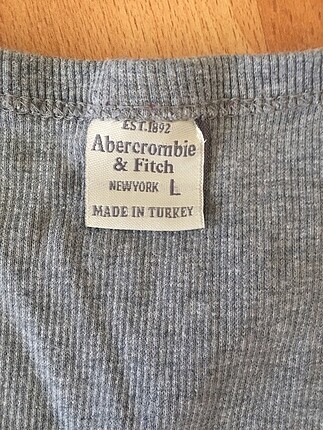 EST.1892
Abercrombie
& Fitch
NEWYORK L
MADE IN TURKEY